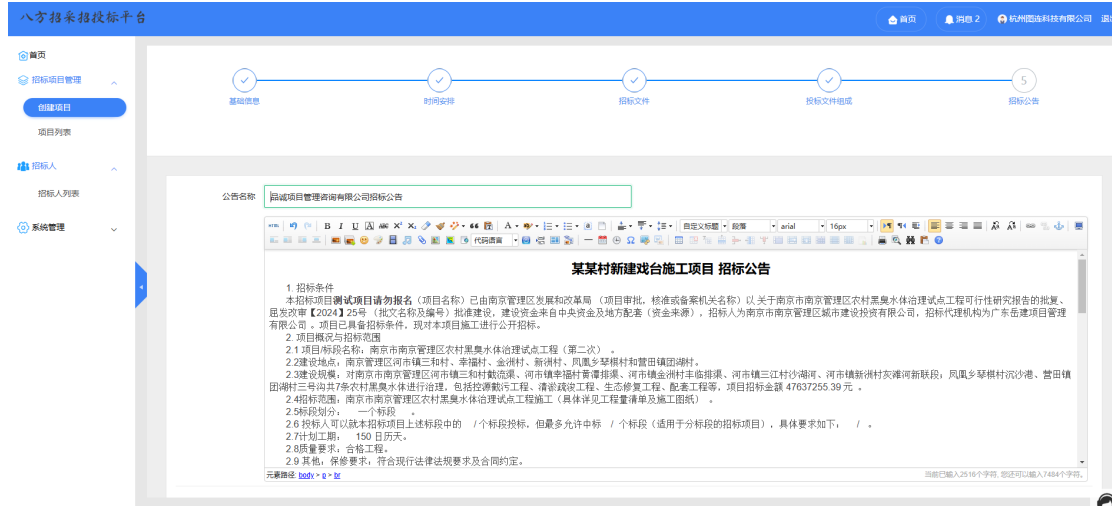 八方招采招投标平台
首页
消息 2
杭州图连科技有限公司
首页
招标项目管理
创建项目
项目列表
招标人
招标人列表
系统管理
基础信息
时间安排
招标文件
投标文件组成
5
招标公告
公告名称
品诚项目管理咨询有限公司招标公告
自定义标题
段落
arial
16px
代码语言
某某村新建戏台施工项目 招标公告
1. 招标条件
本招标项目测试项目请勿报名（项目名称）已由南京管理区发展和改革局 （项目审批、核准或备案机关名称）以 关于南京市南京管理区农村黑臭水体治理试点工程可行性研究报告的批复、
屈发改审【2024】25号 （批文名称及编号）批准建设，建设资金来自中央资金及地方配套（资金来源），招标人为南京市南京管理区城市建设投资有限公司，招标代理机构为广东岳建项目管理
有限公司 。项目已具备招标条件，现对本项目施工进行公开招标。
2. 项目概况与招标范围
2.1 项目/标段名称：南京市南京管理区农村黑臭水体治理试点工程（第二次） 。
2.2建设地点：南京管理区河市镇三和村、幸福村、金洲村、新洲村、凤凰乡琴棋村和营田镇团湖村。
2.3建设规模：对南京市南京管理区河市镇三和村截流渠、河市镇幸福村黄潭排渠、河市镇金洲村丰临排渠、河市镇三江村沙湖河、河市镇新洲村灰滩河新联段；凤凰乡琴棋村沉沙港、营田镇
团湖村三号沟共7条农村黑臭水体进行治理，包括控源截污工程、清淤疏浚工程、生态修复工程、配套工程等，项目招标金额 47637255.39 元 。
2.4招标范围：南京市南京管理区农村黑臭水体治理试点工程施工（具体详见工程量清单及施工图纸） 。
2.5标段划分： 一个标段 。
2.6 投标人可以就本招标项目上述标段中的 /个标段投标，但最多允许中标 / 个标段（适用于分标段的招标项目），具体要求如下： / 。
2.7计划工期： 150 日历天。
2.8质量要求：合格工程。
2.9 其他：保修要求：符合现行法律法规要求及合同约定。
元素路径: body > p > br
当前已输入2516个字符, 您还可以输入7484个字符。